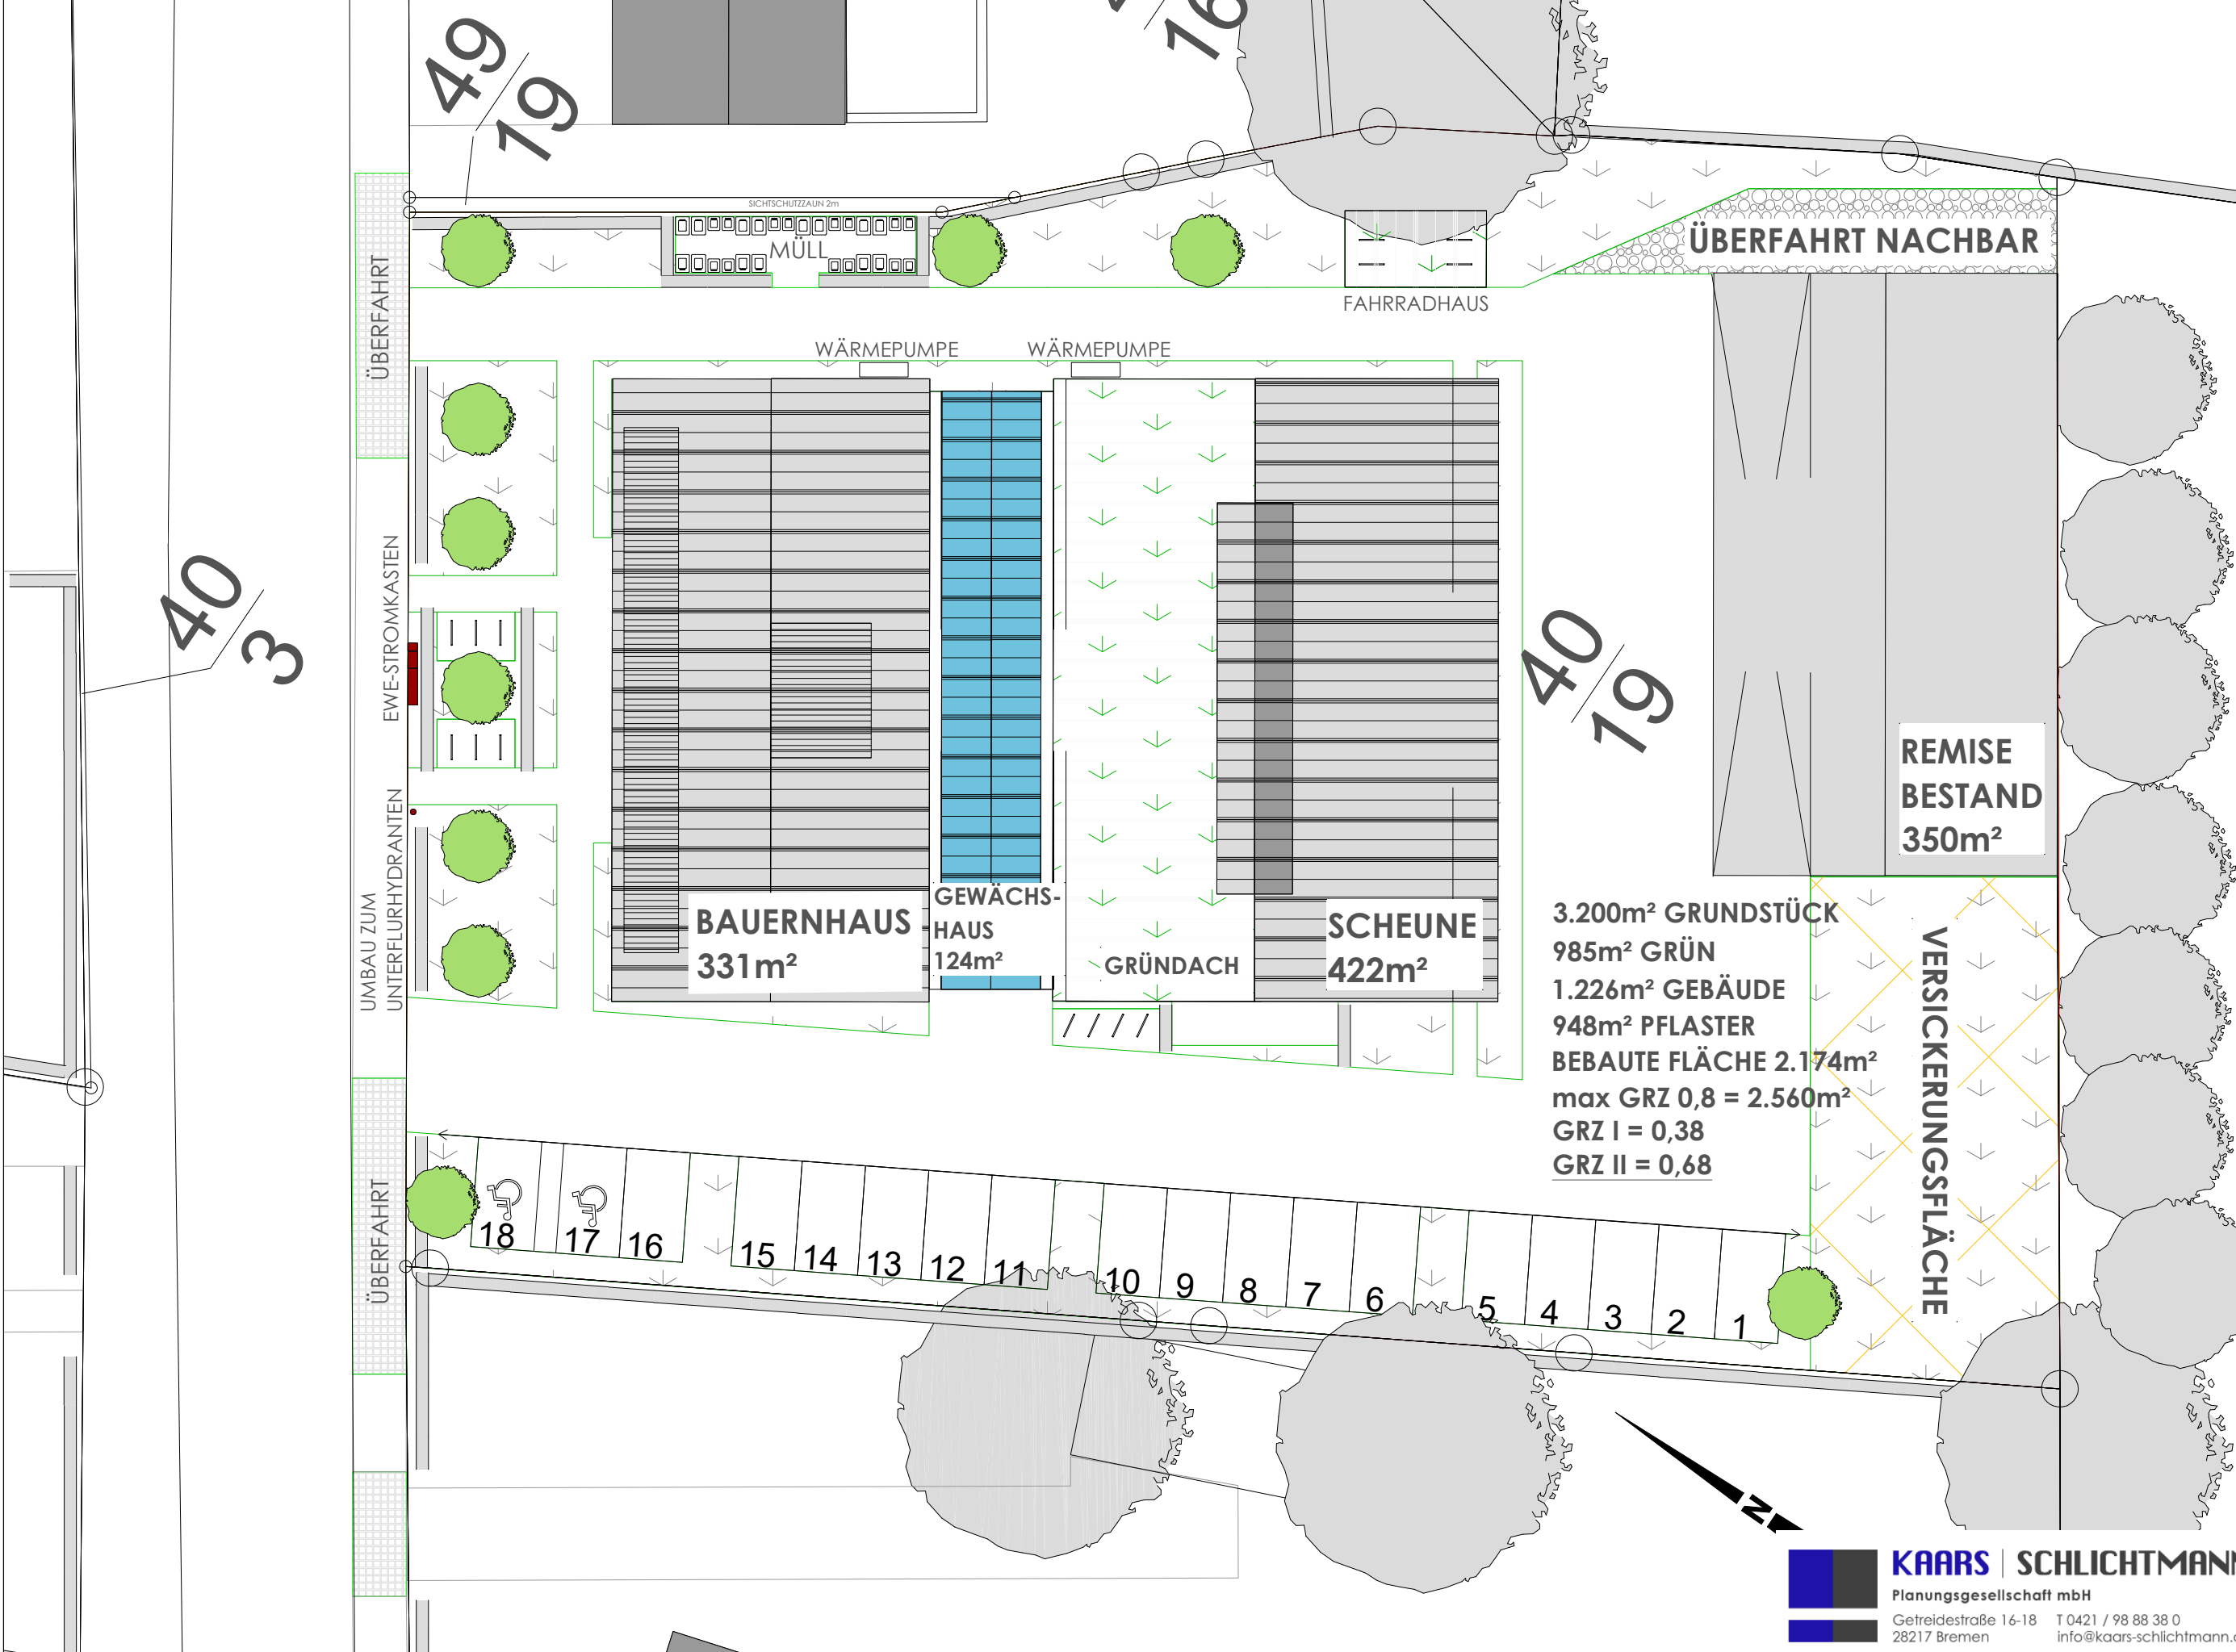 49
19
16
SICHTSCHUTZZAUN 2m
MÜLL
ÜBERFAHRT NACHBAR
ÜBERFAHRT
FAHRRADHAUS
WÄRMEPUMPE
WÄRMEPUMPE
EWE-STROMKASTEN
40
3
40
19
REMISE
BESTAND
350m²
UMBAU ZUM
UNTERFLURHYDRANTEN
BAUERNHAUS
331m²
GEWÄCHS-
HAUS
124m²
GRÜNDACH
SCHEUNE
422m²
3.200m² GRUNDSTÜCK
985m² GRÜN
1.226m² GEBÄUDE
948m² PFLASTER
BEBAUTE FLÄCHE 2.174m²
max GRZ 0,8 = 2.560m²
GRZ I = 0,38
GRZ II = 0,68
VERSICKERUNGSFLÄCHE
ÜBERFAHRT
18 17 16 15 14 13 12 11 10 9 8 7 6 5 4 3 2 1
N
KAARS | SCHLICHTMANN
Planungsgesellschaft mbH
Getreidestraße 16-18 T 0421 / 98 88 38 0
28217 Bremen info@kaars-schlichtmann.